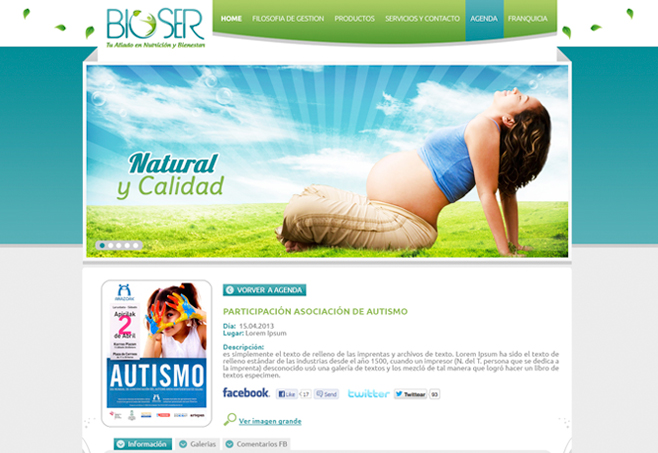 BIOSER
Tu Aliado en Nutrición y Bienestar
HOME FILOSOFIA DE GESTION PRODUCTOS SERVICIOS Y CONTACTO AGENDA FRANQUICIA
Natural
y Calidad
AUTISMO
2
VORVER A AGENDA
PARTICIPACIÓN ASOCIACIÓN DE AUTISMO
Día: 15.04.2013
Lugar: Lorem Ipsum
Descripción:
es simplemente el texto de relleno de las imprentas y archivos de texto. Lorem Ipsum ha sido el texto de
relleno estándar de las industrias desde el año 1500, cuando un impresor (N. del T. persona que se dedica a
la imprenta) desconocido usó una galería de textos y los mezcló de tal manera que logró hacer un libro de
textos especimen.
facebook. Like 17 Send twitter Twittear 93
Ver imagen grande
Información Galerias Comentarios FB